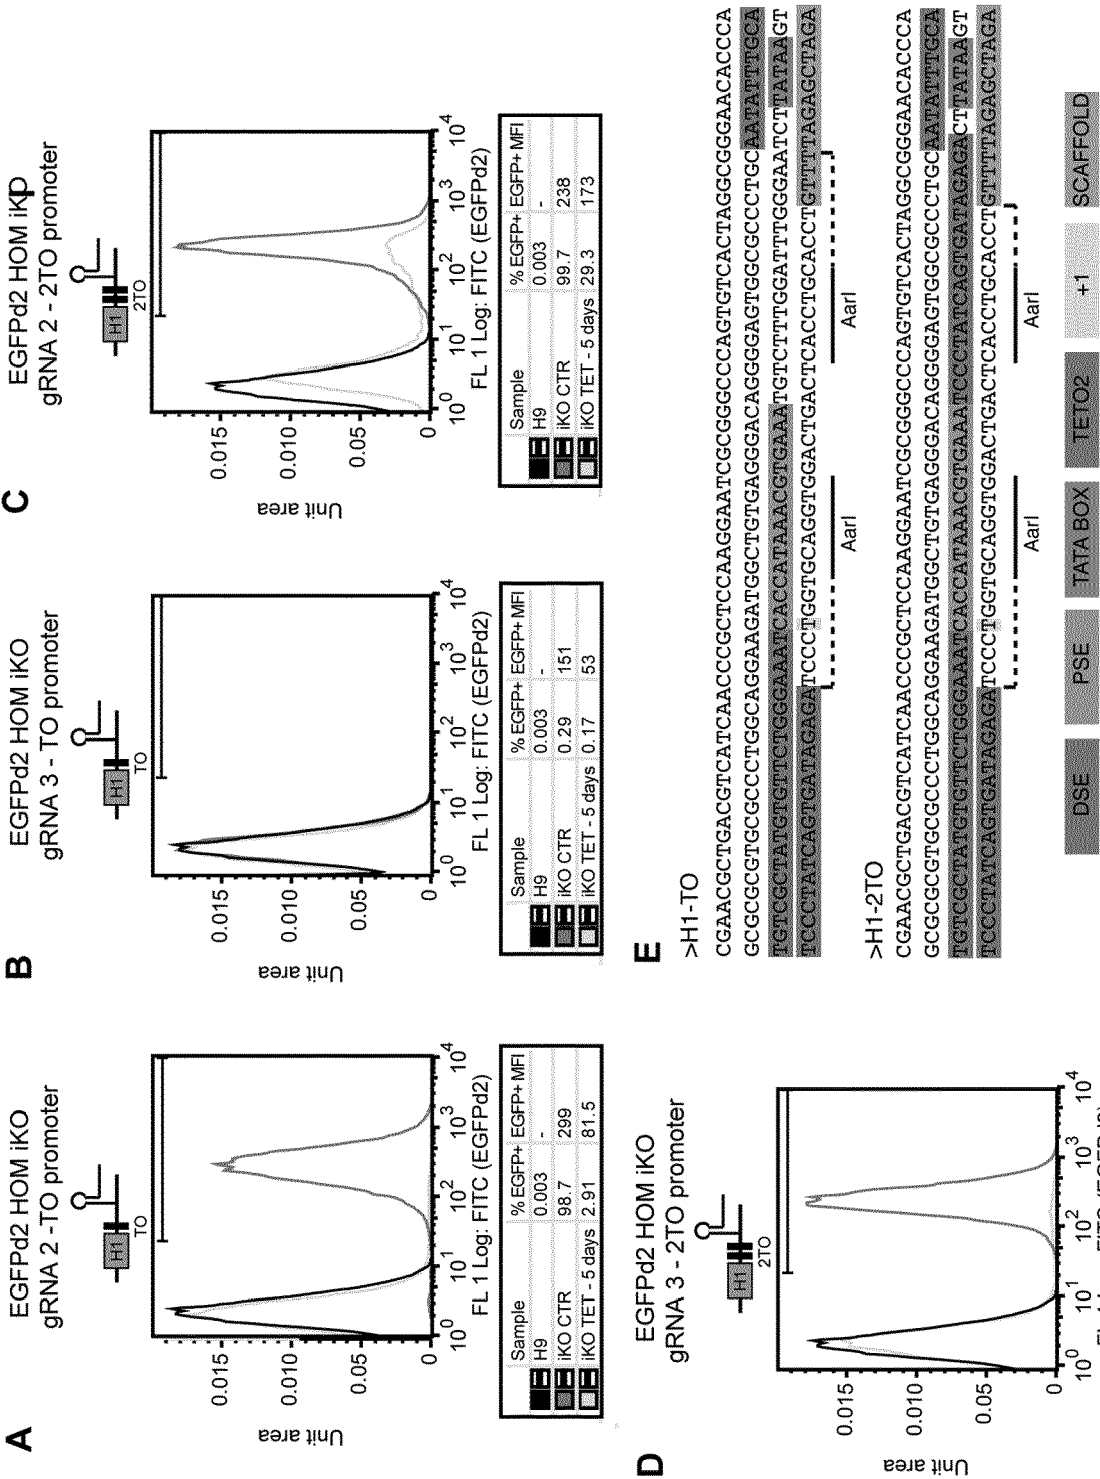 A
EGFPd2 HOM iKO
gRNA 2 -TO promoter
H1
TO
Unit area
0.015
0.010
0.05
0
10^0 10^1 10^2 10^3 10^4
FL 1 Log: FITC (EGFPd2)
Sample % EGFP+ EGFP+ MFI
H9 0.003 -
iKO CTR 98.7 299
iKO TET - 5 days 2.91 81.5
B
EGFPd2 HOM iKO
gRNA 3 - TO promoter
H1
TO
Unit area
0.015
0.010
0.05
0
10^0 10^1 10^2 10^3 10^4
FL 1 Log: FITC (EGFPd2)
Sample % EGFP+ EGFP+ MFI
H9 0.003 -
iKO CTR 0.29 151
iKO TET - 5 days 0.17 53
C
EGFPd2 HOM iKp
gRNA 2 - 2TO promoter
H1
2TO
Unit area
0.015
0.010
0.05
0
10^0 10^1 10^2 10^3 10^4
FL 1 Log: FITC (EGFPd2)
Sample % EGFP+ EGFP+ MFI
H9 0.003 -
iKO CTR 99.7 238
iKO TET - 5 days 29.3 173
D
EGFPd2 HOM iKO
gRNA 3 - 2TO promoter
H1
2TO
Unit area
0.015
0.010
0.05
0
10^0 10^1 10^2 10^3 10^4
E
>H1-TO
CGAACGCTGACGTCATCAACCCGCTCCAAGGAATCGCGGGCCCAGTGTCACTAGGCGGGAACACCCA
GCGCGCGTGCGCCCTGGCAGGAAGATGGCTGTGAGGGACAGGGGAGTGGCGCCCTGCAATATTTGCA
TGTCGCTATGTGTTCTGGGAAATCACCATAAACGTGAAATGTCTTTGGATTTGGGAATCTTATAAGT
TCCCTATCAGTGATAGAGATCCCTGGTGCAGGTGGACTGACTCACCTGCACCTGTTTTAGAGCTAGA
AarI AarI
>H1-2TO
CGAACGCTGACGTCATCAACCCGCTCCAAGGAATCGCGGGCCCAGTGTCACTAGGCGGGAACACCCA
GCGCGCGTGCGCCCTGGCAGGAAGATGGCTGTGAGGGACAGGGGAGTGGCGCCCTGCAATATTTGCA
TGTCGCTATGTGTTCTGGGAAATCACCATAAACGTGAAATCCCTATCAGTGATAGAGACTTATAAGT
TCCCTATCAGTGATAGAGATCCCTGGTGCAGGTGGACTGACTCACCTGCACCTGTTTTAGAGCTAGA
AarI AarI
DSE PSE TATA BOX TETO2 +1 SCAFFOLD